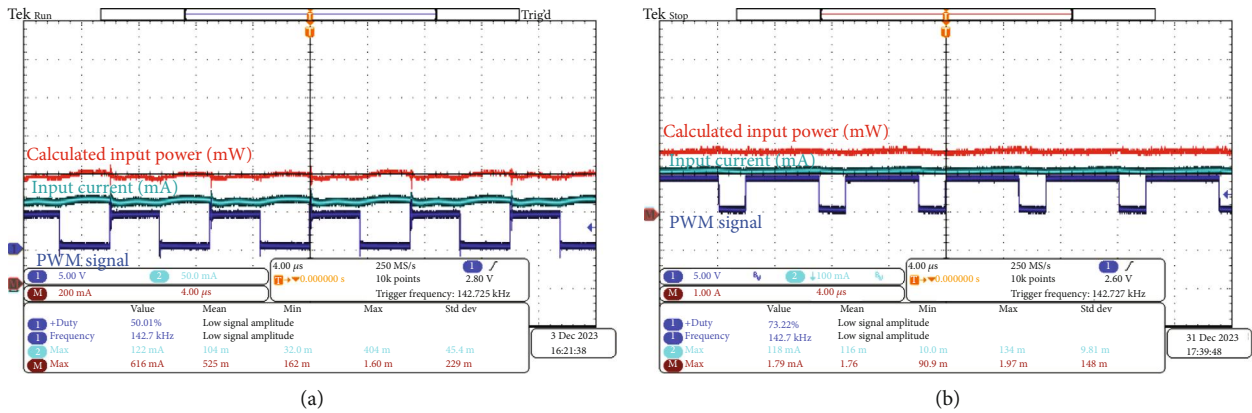 Tek Run
Trig'd
T
T
Calculated input power (mW)
Input current (mA)
PWM signal
1
M
1 5.00 V 2 50.0 mA
M 200 mA 4.00 μs
4.00 μs 250 MS/s 1
T 0.000000 s 10k points 2.80 V
Trigger frequency: 142.725 kHz
Value Mean Min Max Std dev
1 +Duty 50.01% Low signal amplitude
1 Frequency 142.7 kHz Low signal amplitude
2 Max 122 mA 104 m 32.0 m 404 m 45.4 m
M Max 616 mA 525 m 162 m 1.60 m 229 m
3 Dec 2023
16:21:38
(a)
Tek Stop
T
T
Calculated input power (mW)
Input current (mA)
PWM signal
M
1 5.00 V 2 100 mA
M 1.00 A 4.00 μs
4.00 μs 250 MS/s 1
T 0.000000 s 10k points 2.60 V
Trigger frequency: 142.727 kHz
Value Mean Min Max Std dev
1 +Duty 73.22% Low signal amplitude
1 Frequency 142.7 kHz Low signal amplitude
2 Max 118 mA 116 m 10.0 m 134 m 9.81 m
M Max 1.79 mA 1.76 90.9 m 1.97 m 148 m
31 Dec 2023
17:39:48
(b)